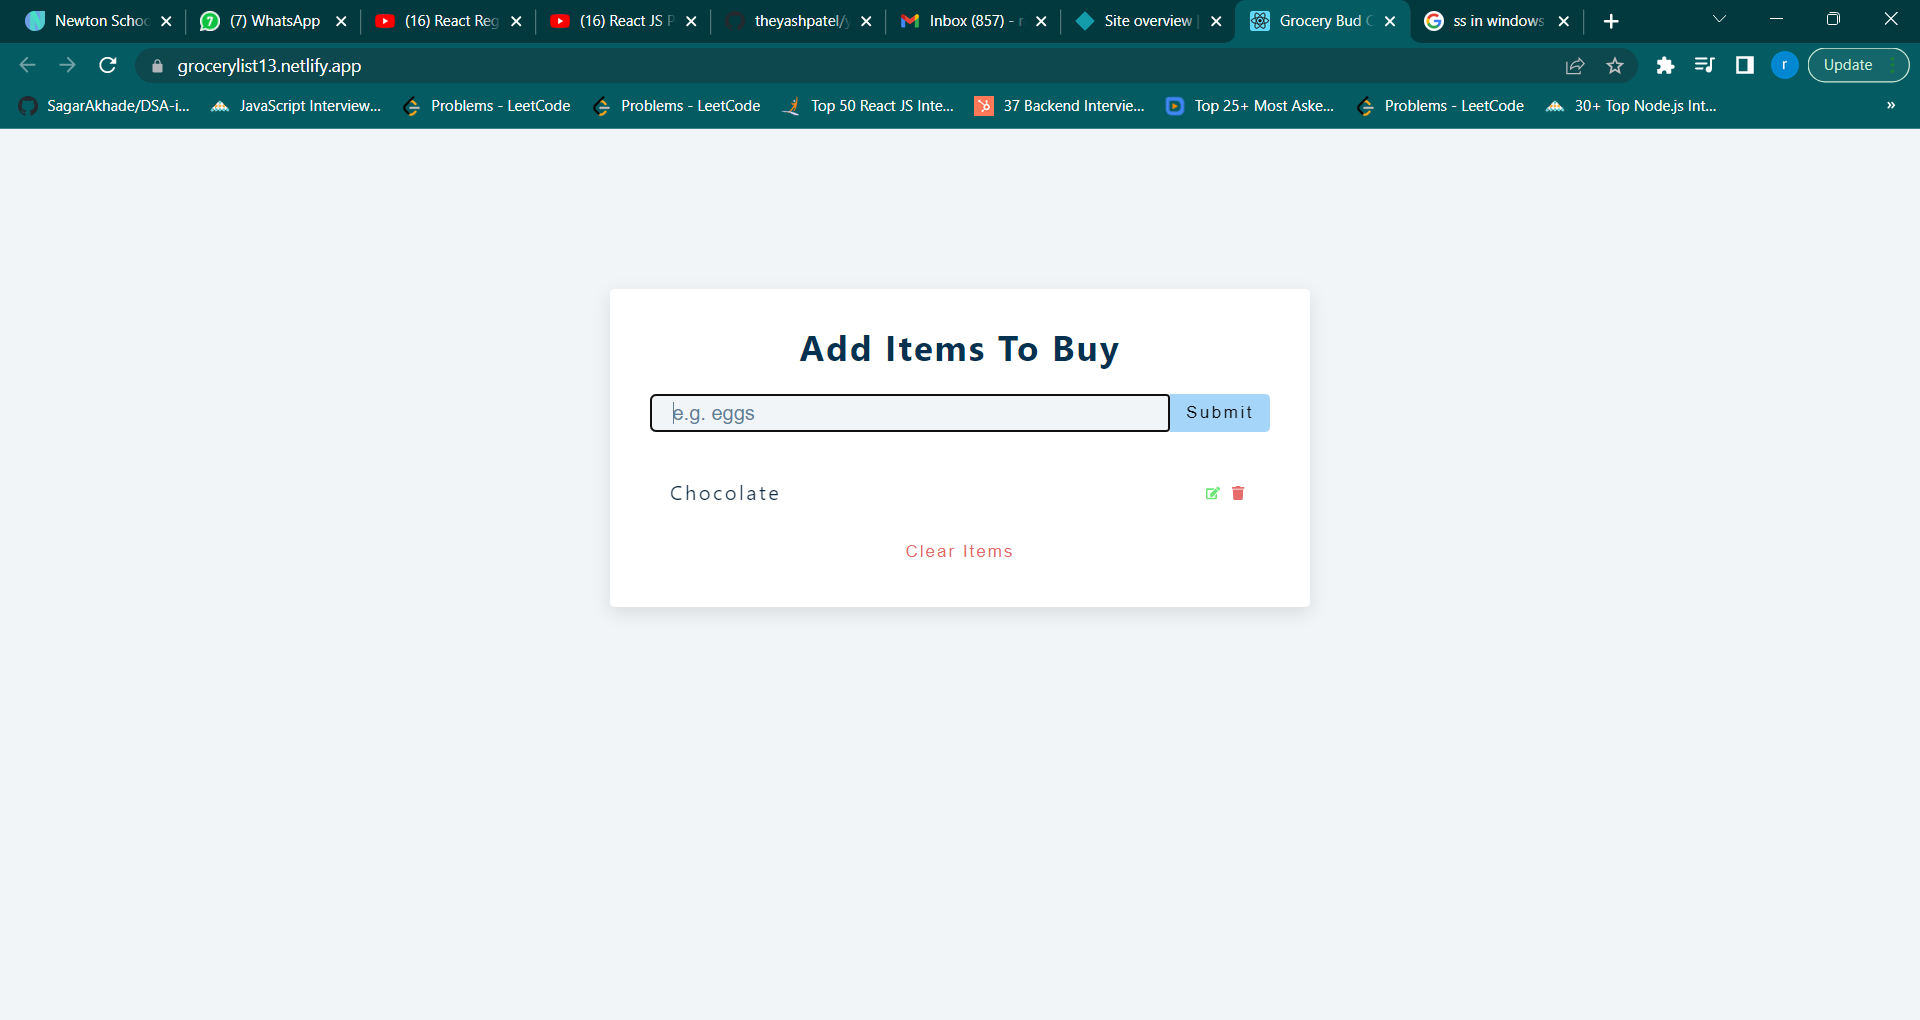 Newton Schoo (7) WhatsApp (16) React Reg (16) React JS P theyashpatel/y Inbox (857) - r Site overview | Grocery Bud C ss in windows
grocerylist13.netlify.app r Update
SagarAkhade/DSA-i... JavaScript Interview... Problems - LeetCode Problems - LeetCode Top 50 React JS Inte... 37 Backend Intervie... Top 25+ Most Aske... Problems - LeetCode 30+ Top Node.js Int... »
Add Items To Buy
e.g. eggs Submit
Chocolate
Clear Items